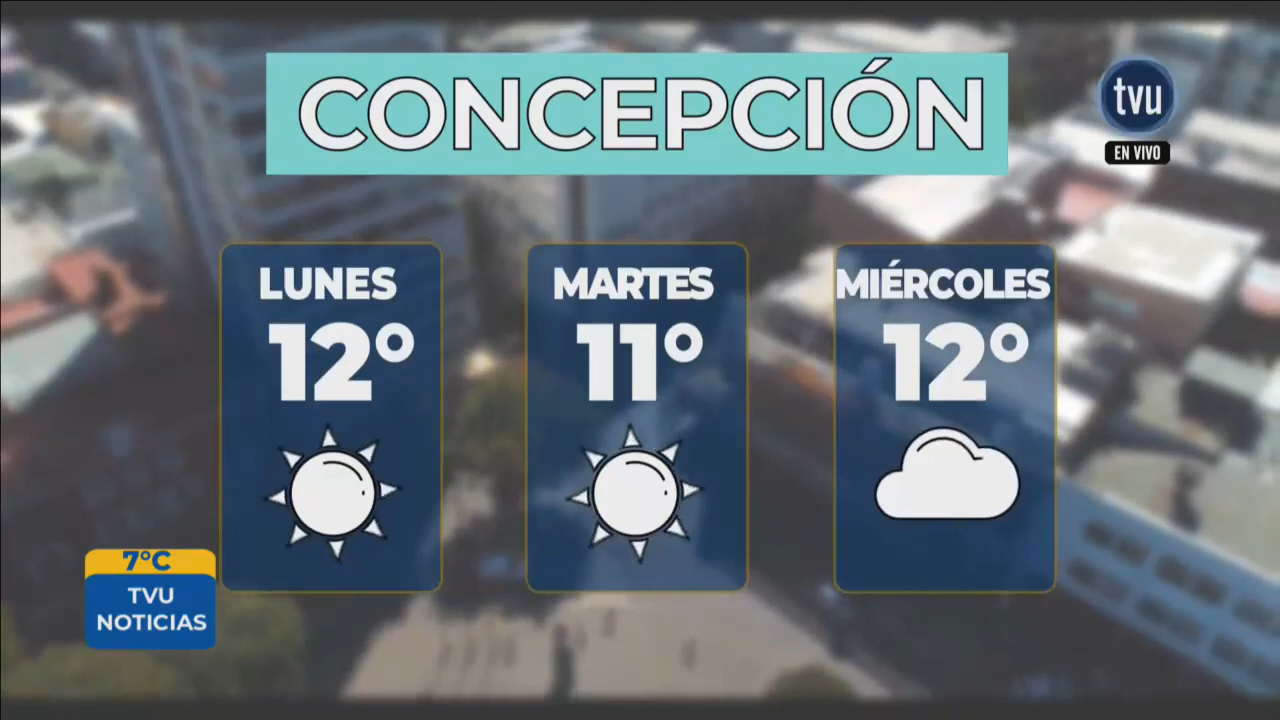 CONCEPCIÓN
tvu
EN VIVO
LUNES
12°
MARTES
11°
MIÉRCOLES
12°
7°C
TVU
NOTICIAS